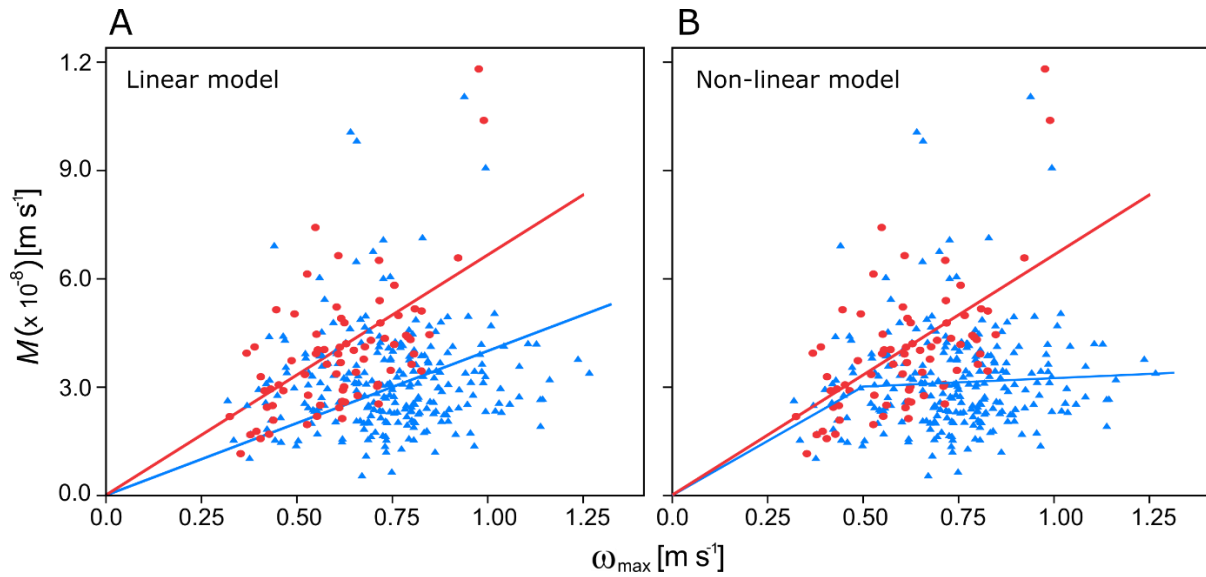 A B
Linear model Non-linear model
1.2
9.0
6.0
3.0
0.0
M(x 10-8) [m s-1]
0.0 0.25 0.50 0.75 1.00 1.25 0.0 0.25 0.50 0.75 1.00 1.25
ωmax [m s-1]